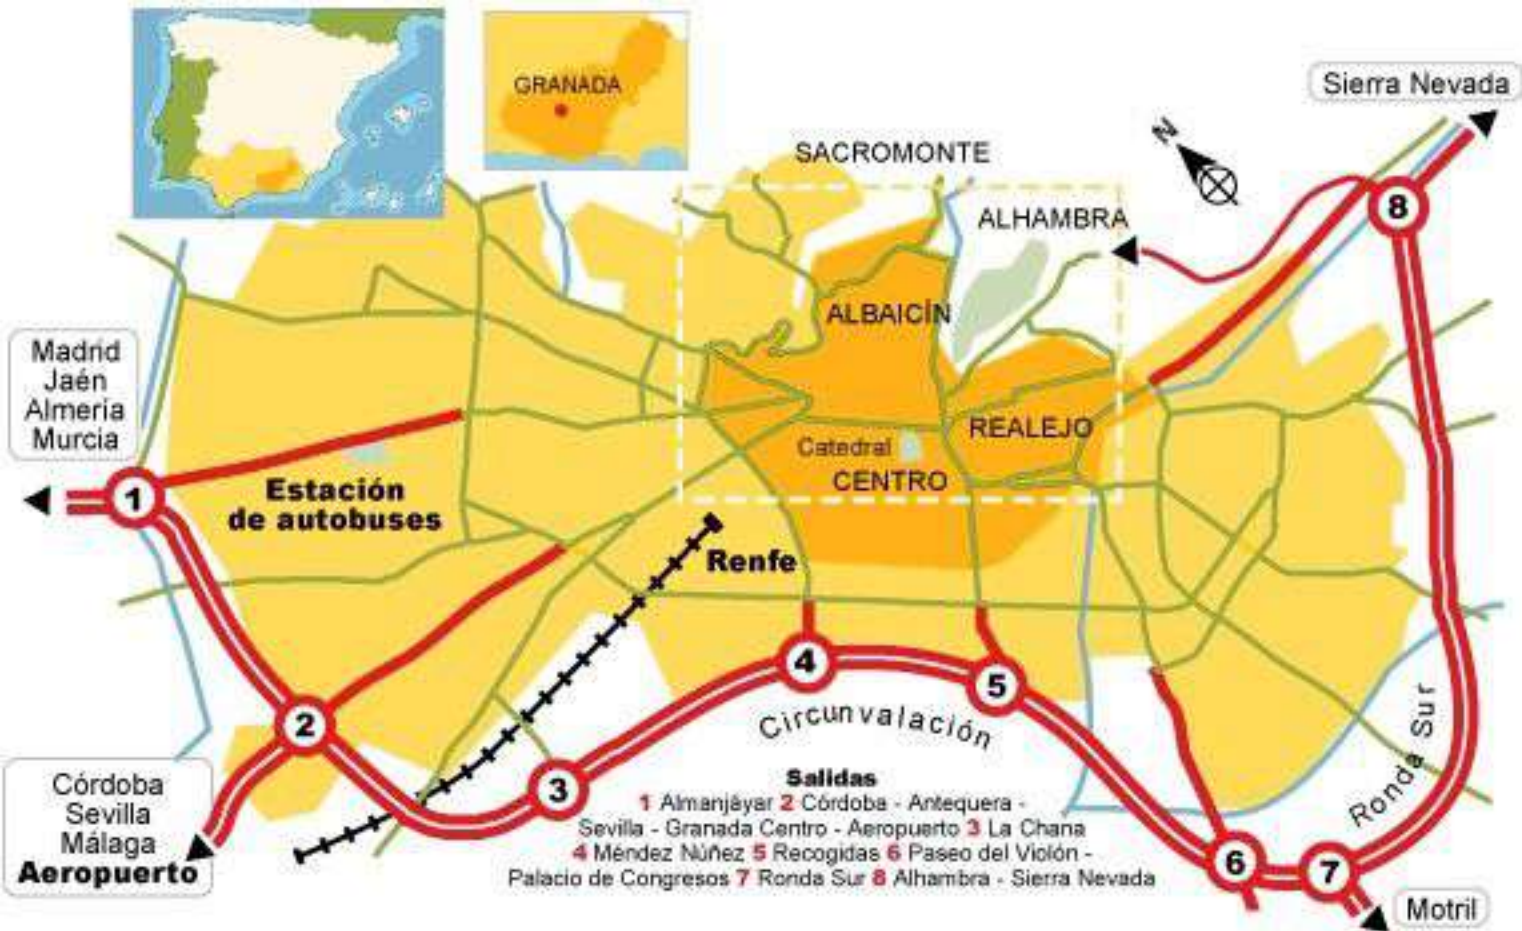 GRANADA
Sierra Nevada
N
SACROMONTE
ALHAMBRA
8
ALBAICÍN
Madrid
Jaén
Almería
Murcia
REALEJO
Catedral
CENTRO
1
Estación
de autobuses
Renfe
4
5
2
Circunvalación
Ronda Sur
3
Córdoba
Sevilla
Málaga
Aeropuerto
Salidas
1 Almanjáyar 2 Córdoba - Antequera -
Sevilla - Granada Centro - Aeropuerto 3 La Chana
4 Méndez Núñez 5 Recogidas 6 Paseo del Violón -
Palacio de Congresos 7 Ronda Sur 8 Alhambra - Sierra Nevada
6
7
Motril